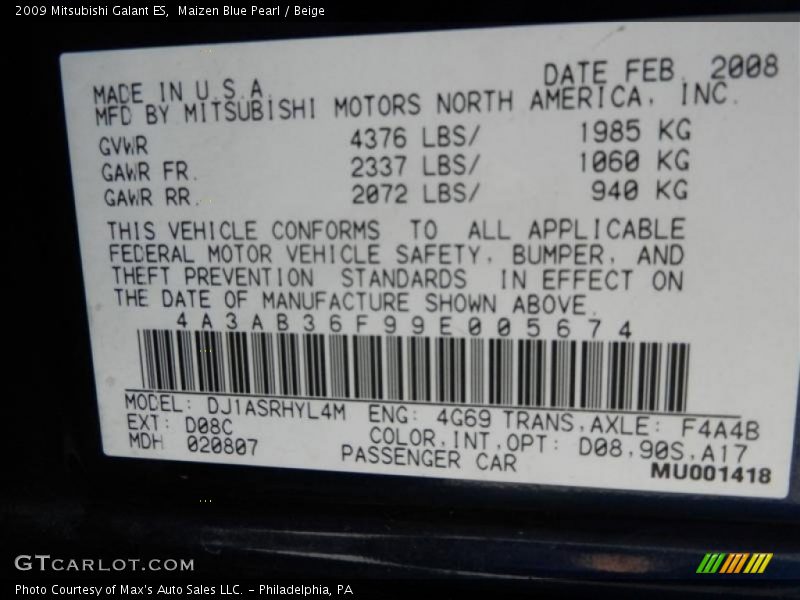 2009 Mitsubishi Galant ES,  Maizen Blue Pearl / Beige
DATE FEB. 2008
MADE IN U.S.A.
MFD BY MITSUBISHI MOTORS NORTH AMERICA, INC.
GVWR 4376 LBS/ 1985 KG
GAWR FR. 2337 LBS/ 1060 KG
GAWR RR. 2072 LBS/ 940 KG
THIS VEHICLE CONFORMS TO ALL APPLICABLE
FEDERAL MOTOR VEHICLE SAFETY, BUMPER, AND
THEFT PREVENTION STANDARDS IN EFFECT ON
THE DATE OF MANUFACTURE SHOWN ABOVE.
4A3AB36F99E005674
MODEL: DJ1ASRHYL4M ENG: 4G69 TRANS,AXLE: F4A4B
EXT: D08C COLOR,INT,OPT: D08,90S,A17
MDH 020807 PASSENGER CAR
MU001418
GTCARLOT.COM
Photo Courtesy of Max's Auto Sales LLC. - Philadelphia, PA